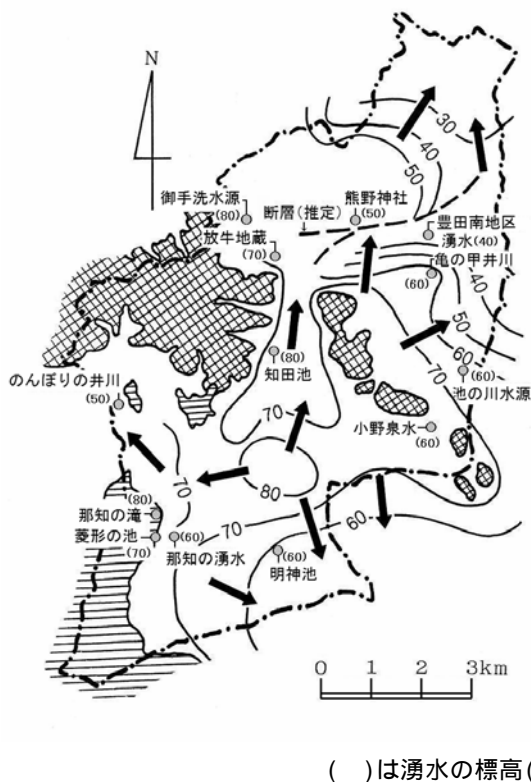 N
30
40
50
御手洗水源
(80)
断層(推定)
熊野神社
(50)
豊田南地区
湧水(40)
放牛地蔵
(70)
亀の甲井川
(60)
50
60
70
(80)
知田池
のんぼりの井川
(50)
(60)
池の川水源
70
小野泉水
(60)
70
80
那知の滝
(80)
菱形の池
(70)
(60)
那知の湧水
70
60
(60)
明神池
0 1 2 3km
( )は湧水の標高(